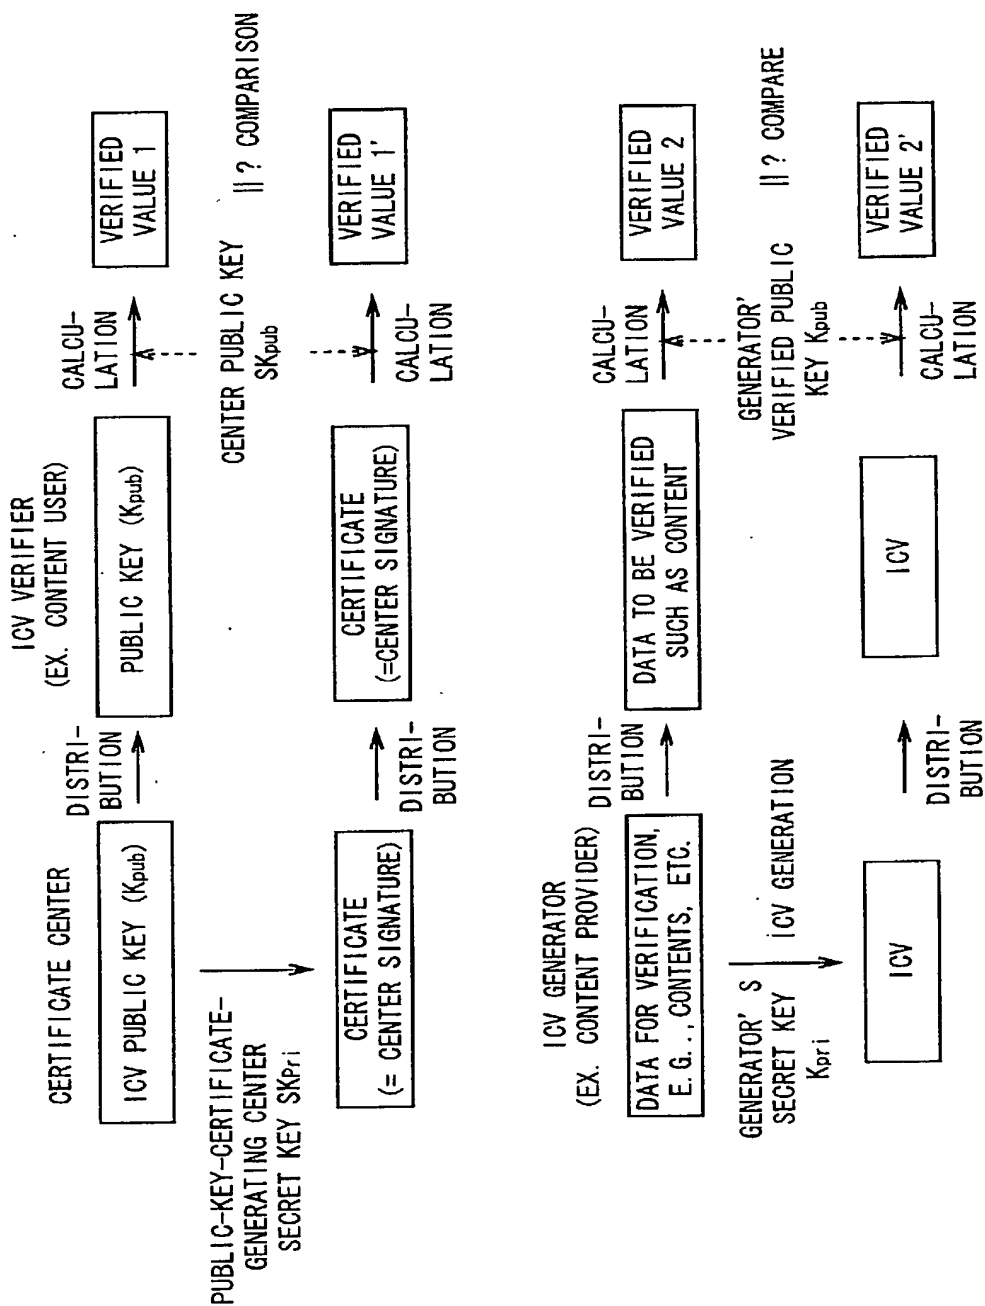 CERTIFICATE CENTER
ICV PUBLIC KEY (Kpub)
PUBLIC-KEY-CERTIFICATE-
GENERATING CENTER
SECRET KEY SKPri
CERTIFICATE
(= CENTER SIGNATURE)
DISTRI-
BUTION
DISTRI-
BUTION
ICV VERIFIER
(EX. CONTENT USER)
PUBLIC KEY (Kpub)
CERTIFICATE
(=CENTER SIGNATURE)
CALCU-
LATION
CENTER PUBLIC KEY
SKpub
CALCU-
LATION
VERIFIED
VALUE 1
||? COMPARISON
VERIFIED
VALUE 1'
ICV GENERATOR
(EX. CONTENT PROVIDER)
DATA FOR VERIFICATION,
E.G..,CONTENTS, ETC.
GENERATOR' S
SECRET KEY
Kpri
iCV GENERATION
ICV
DISTRI-
BUTION
DISTRI-
BUTION
DATA TO BE VERIFIED
SUCH AS CONTENT
ICV
CALCU-
LATION
GENERATOR'
VERIFIED PUBLIC
KEY Kpub
CALCU-
LATION
VERIFIED
VALUE 2
||? COMPARE
VERIFIED
VALUE 2'